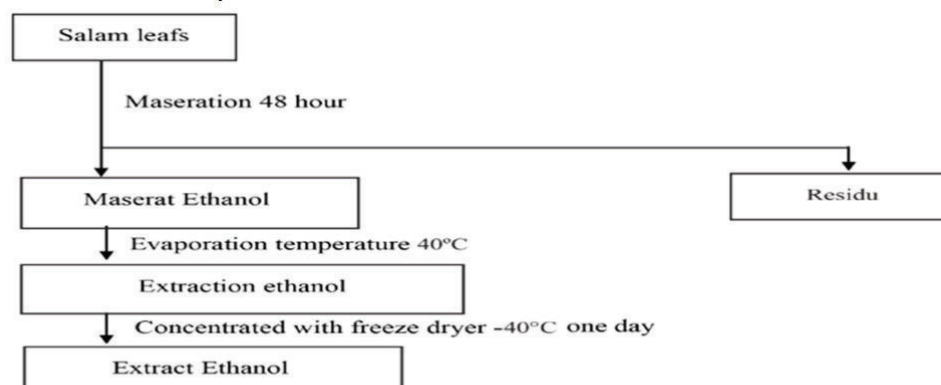 Salam leafs
Maseration 48 hour
Maserat Ethanol
Residu
Evaporation temperature 40ºC
Extraction ethanol
Concentrated with freeze dryer -40°C one day
Extract Ethanol